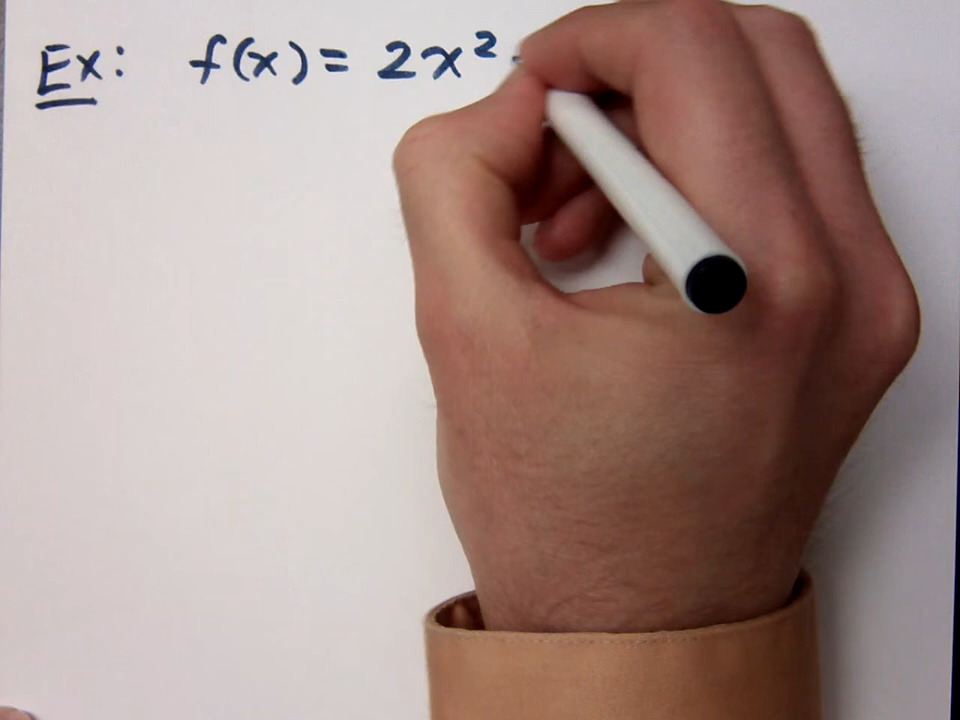 Ex: f(x) = 2x²